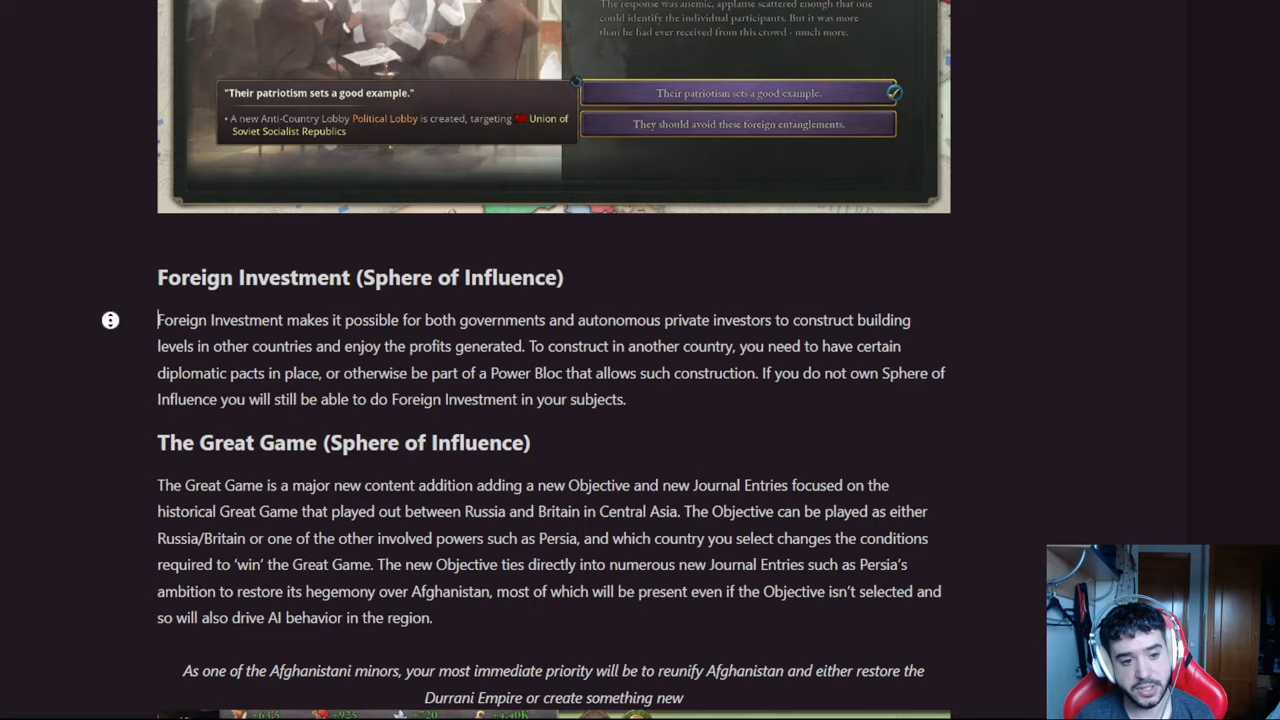 The response was anemic, applause scattered enough that one
could identify the individual participants. But it was more
than he had ever received from this crowd - much more.
"Their patriotism sets a good example."
• A new Anti-Country Lobby Political Lobby is created, targeting Union of
Soviet Socialist Republics
Their patriotism sets a good example.
They should avoid these foreign entanglements.
Foreign Investment (Sphere of Influence)
Foreign Investment makes it possible for both governments and autonomous private investors to construct building
levels in other countries and enjoy the profits generated. To construct in another country, you need to have certain
diplomatic pacts in place, or otherwise be part of a Power Bloc that allows such construction. If you do not own Sphere of
Influence you will still be able to do Foreign Investment in your subjects.
The Great Game (Sphere of Influence)
The Great Game is a major new content addition adding a new Objective and new Journal Entries focused on the
historical Great Game that played out between Russia and Britain in Central Asia. The Objective can be played as either
Russia/Britain or one of the other involved powers such as Persia, and which country you select changes the conditions
required to ‘win’ the Great Game. The new Objective ties directly into numerous new Journal Entries such as Persia’s
ambition to restore its hegemony over Afghanistan, most of which will be present even if the Objective isn’t selected and
so will also drive AI behavior in the region.
As one of the Afghanistani minors, your most immediate priority will be to reunify Afghanistan and either restore the
Durrani Empire or create something new